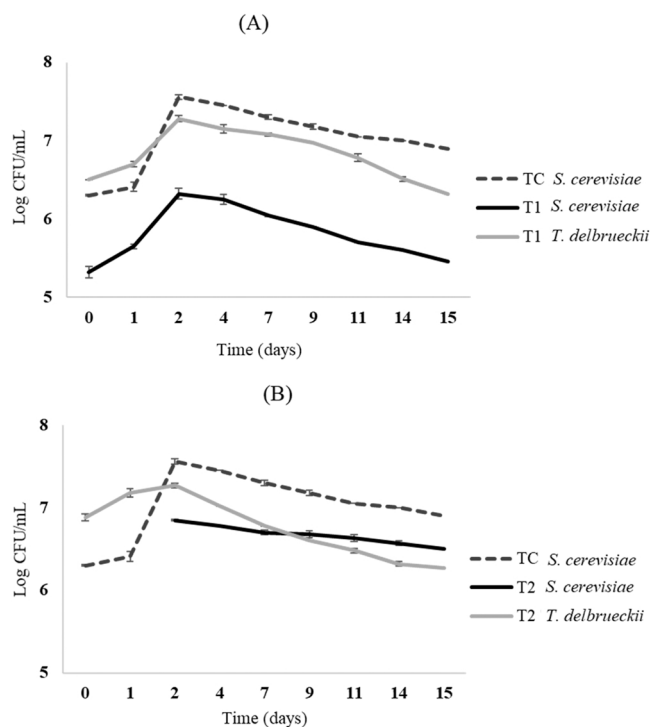 (A)
8
7
6
5
Log CFU/mL
0 1 2 4 7 9 11 14 15
Time (days)
TC S. cerevisiae
T1 S. cerevisiae
T1 T. delbrueckii
(B)
8
7
6
5
Log CFU/mL
0 1 2 4 7 9 11 14 15
Time (days)
TC S. cerevisiae
T2 S. cerevisiae
T2 T. delbrueckii